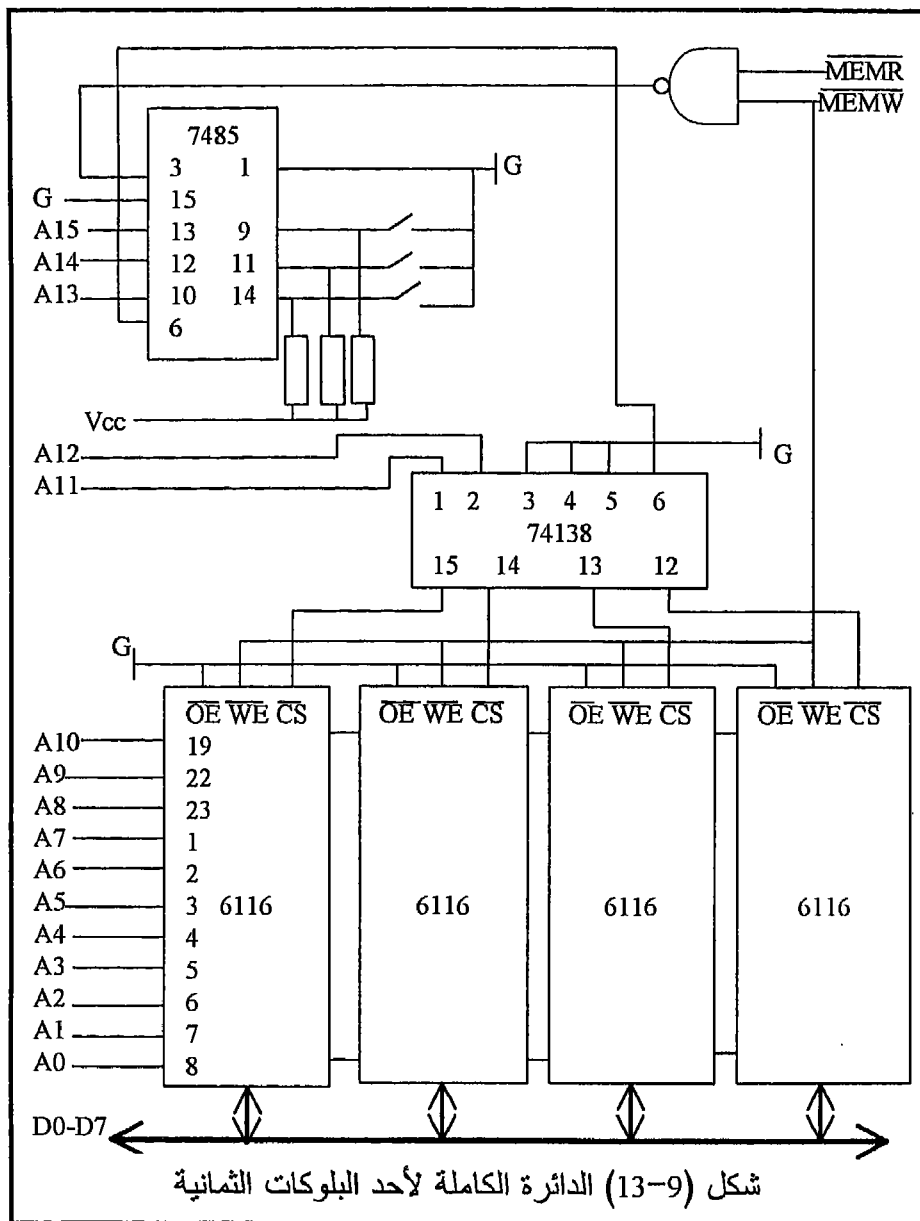 MEMR
MEMW
7485
3 1
G
G 15
A15 13 9
A14 12 11
A13 10 14
6
Vcc
A12
A11
G
1 2 3 4 5 6
74138
15 14 13 12
G
OE WE CS OE WE CS OE WE CS OE WE CS
A10 19
A9 22
A8 23
A7 1
A6 2
A5 3 6116 6116 6116 6116
A4 4
A3 5
A2 6
A1 7
A0 8
D0-D7
شكل (9-13) الدائرة الكاملة لأحد البلوكات الثمانية